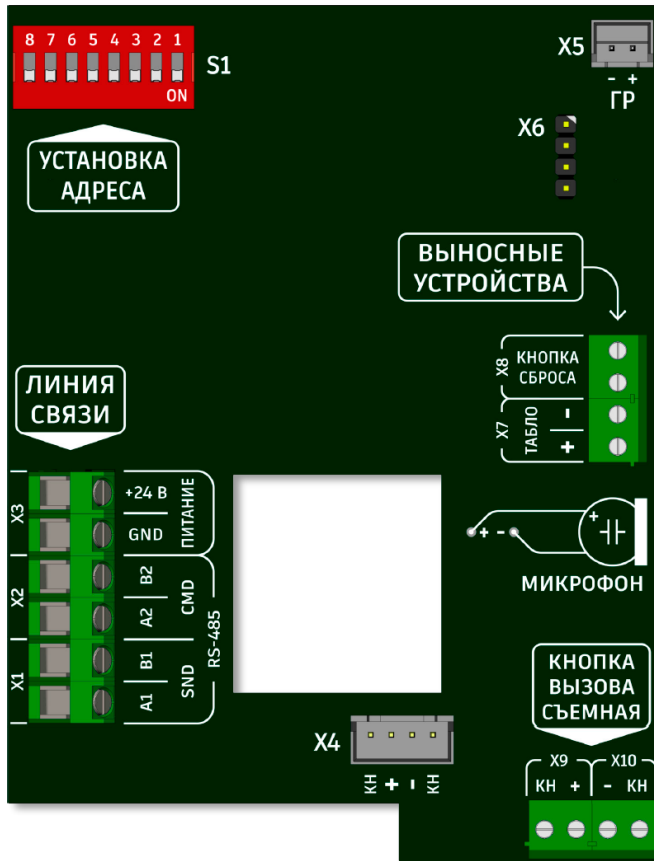 8 7 6 5 4 3 2 1
ON
S1
УСТАНОВКА
АДРЕСА
X5
- +
ГР
X6
ВЫНОСНЫЕ
УСТРОЙСТВА
X8
КНОПКА
СБРОСА
X7
ТАБЛО
-
+
ЛИНИЯ
СВЯЗИ
X3
+24 В
GND
ПИТАНИЕ
X2
B2
A2
CMD
X1
B1
A1
SND
RS-485
+ -
+
МИКРОФОН
X4
КН + - КН
КНОПКА
ВЫЗОВА
СЪЕМНАЯ
X9 X10
КН + - КН